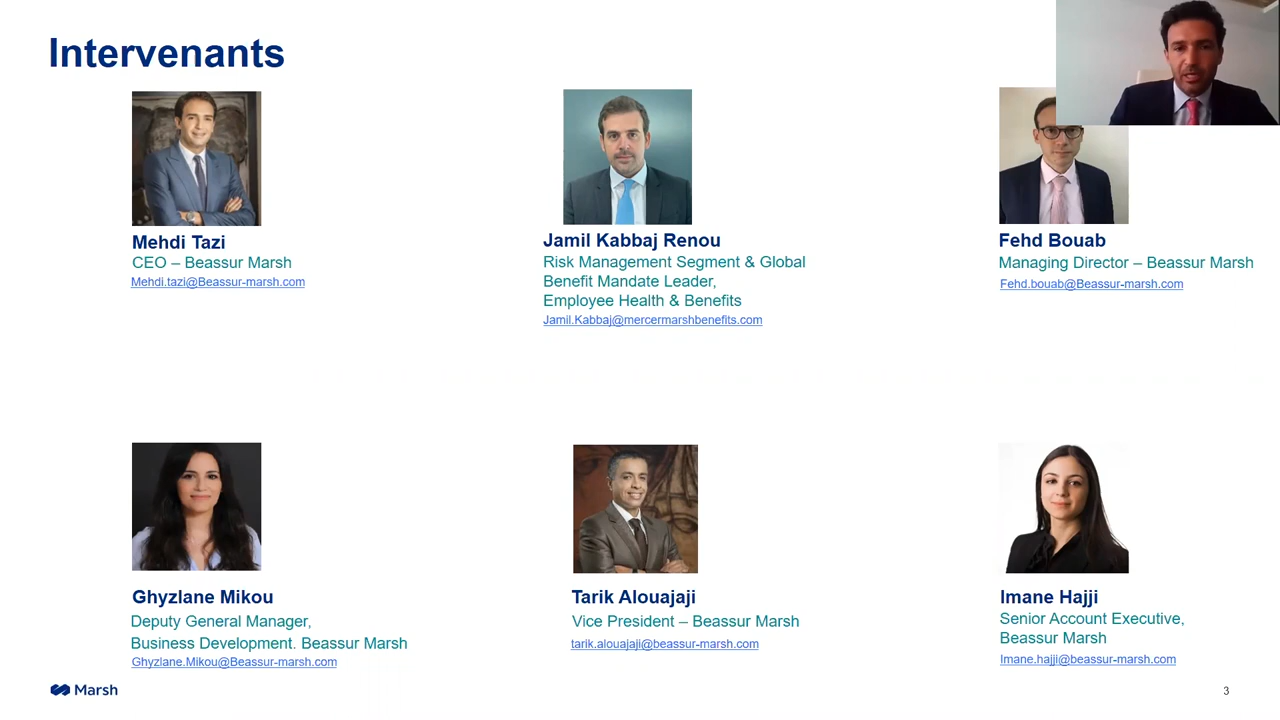 Intervenants
Mehdi Tazi
CEO – Beassur Marsh
Mehdi.tazi@Beassur-marsh.com
Jamil Kabbaj Renou
Risk Management Segment & Global
Benefit Mandate Leader,
Employee Health & Benefits
Jamil.Kabbaj@mercermarshbenefits.com
Fehd Bouab
Managing Director – Beassur Marsh
Fehd.bouab@Beassur-marsh.com
Ghyzlane Mikou
Deputy General Manager,
Business Development. Beassur Marsh
Ghyzlane.Mikou@Beassur-marsh.com
Tarik Alouajaji
Vice President – Beassur Marsh
tarik.alouajaji@beassur-marsh.com
Imane Hajji
Senior Account Executive,
Beassur Marsh
Imane.hajji@beassur-marsh.com
Marsh
3